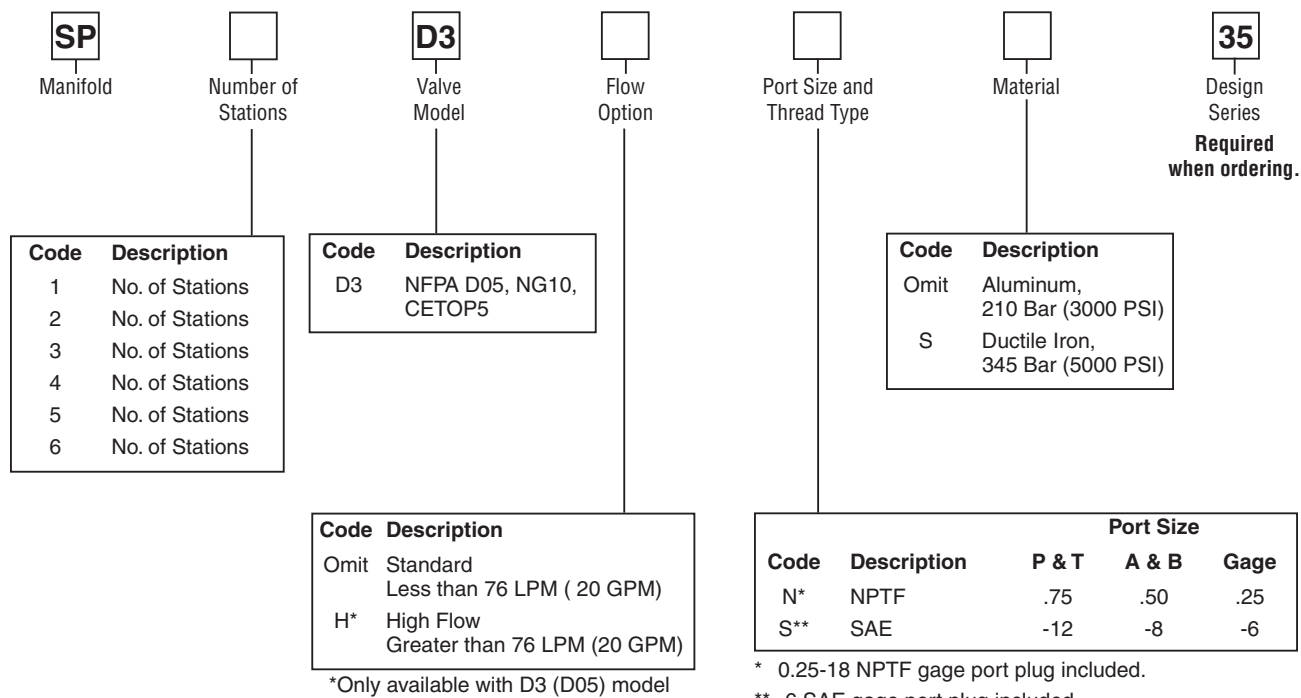 SP D3 35
Manifold Number of Stations Valve Model Flow Option Port Size and Thread Type Material Design Series
Required when ordering.
Code Description
1 No. of Stations
2 No. of Stations
3 No. of Stations
4 No. of Stations
5 No. of Stations
6 No. of Stations
Code Description
D3 NFPA D05, NG10,
CETOP5
Code Description
Omit Aluminum,
210 Bar (3000 PSI)
S Ductile Iron,
345 Bar (5000 PSI)
Code Description
Omit Standard
Less than 76 LPM ( 20 GPM)
H* High Flow
Greater than 76 LPM (20 GPM)
*Only available with D3 (D05) model
Port Size
Code Description P & T A & B Gage
N* NPTF .75 .50 .25
S** SAE -12 -8 -6
* 0.25-18 NPTF gage port plug included.
** -6 SAE gage port plug included